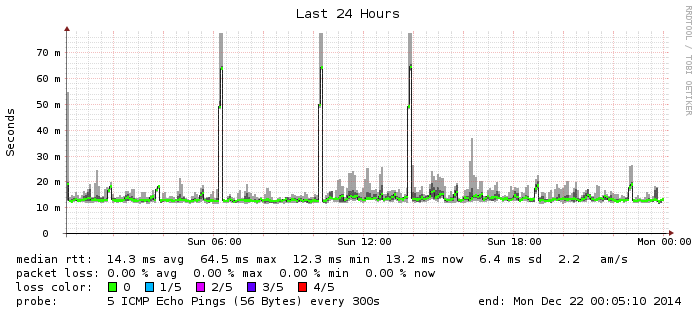 Last 24 Hours
RRDTOOL / TOBI OETIKER
Seconds
70 m
60 m
50 m
40 m
30 m
20 m
10 m
0
Sun 06:00 Sun 12:00 Sun 18:00 Mon 00:00
median rtt: 14.3 ms avg 64.5 ms max 12.3 ms min 13.2 ms now 6.4 ms sd 2.2 am/s
packet loss: 0.00 % avg 0.00 % max 0.00 % min 0.00 % now
loss color: 0 1/5 2/5 3/5 4/5
probe: 5 ICMP Echo Pings (56 Bytes) every 300s end: Mon Dec 22 00:05:10 2014